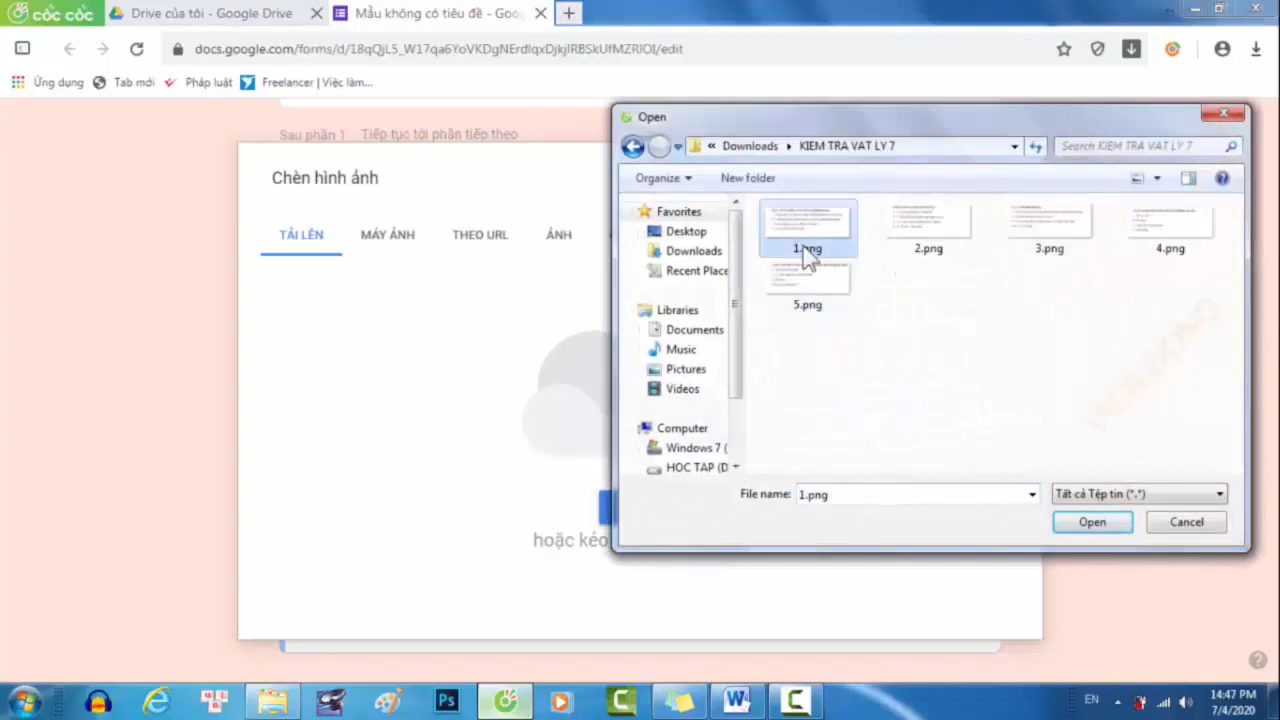 cốc cốc
Drive của tôi - Google Drive
Mẫu không có tiêu đề - Goog
docs.google.com/forms/d/18qQjL5_W17qa6YoVKDgNErdIqxDjkjlRBSkUfMZRlOI/edit
Ứng dụng
Tab mới
Pháp luật
Freelancer | Việc làm...
Sau phần 1 Tiếp tục tới phần tiếp theo
Chèn hình ảnh
TẢI LÊN
MÁY ẢNH
THEO URL
ẢNH
hoặc kéo
Open
« Downloads
KIEM TRA VAT LY 7
Search KIEM TRA VAT LY 7
Organize
New folder
Favorites
Desktop
Downloads
Recent Place
Libraries
Documents
Music
Pictures
Videos
Computer
Windows 7 (
HOC TAP (D
1.png
2.png
3.png
4.png
5.png
File name: 1.png
Tất cả Tệp tin (*.*)
Open
Cancel
Ps
EN
14:47 PM
7/4/2020